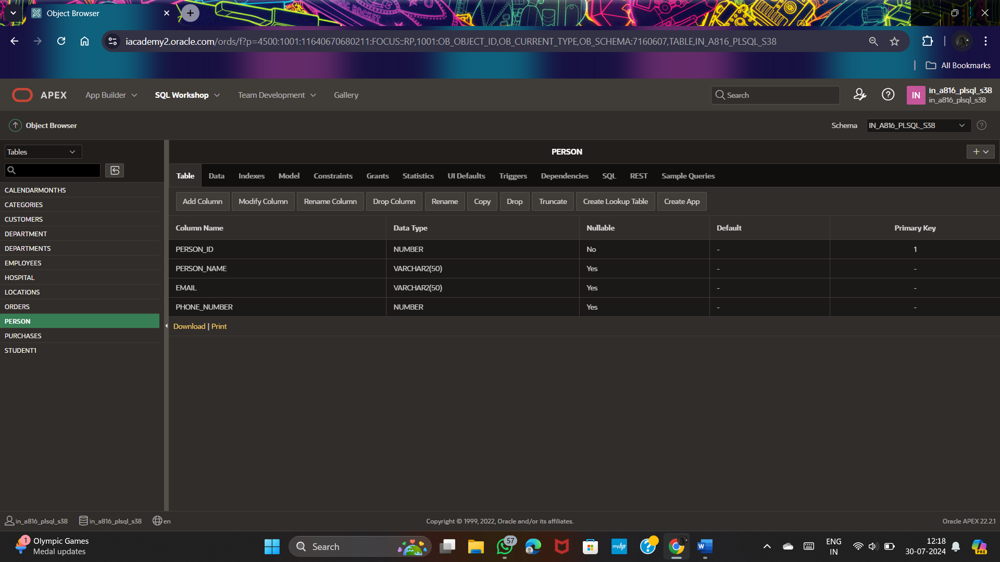 Object Browser
iacademy2.oracle.com/ords/f?p=4500:1001:11640670680211:FOCUS::RP,1001:OB_OBJECT_ID,OB_CURRENT_TYPE,OB_SCHEMA:7160607,TABLE,IN_A816_PLSQL_S38
All Bookmarks
APEX App Builder SQL Workshop Team Development Gallery Search IN in_a816_plsql_s38
in_a816_plsql_s38
Object Browser Schema IN_A816_PLSQL_S38
Tables
PERSON
Table Data Indexes Model Constraints Grants Statistics UI Defaults Triggers Dependencies SQL REST Sample Queries
Add Column Modify Column Rename Column Drop Column Rename Copy Drop Truncate Create Lookup Table Create App
CALENDARMONTHS
CATEGORIES
CUSTOMERS
DEPARTMENT
DEPARTMENTS
EMPLOYEES
HOSPITAL
LOCATIONS
ORDERS
PERSON
PURCHASES
STUDENT1
Column Name Data Type Nullable Default Primary Key
PERSON_ID NUMBER No - 1
PERSON_NAME VARCHAR2(50) Yes - -
EMAIL VARCHAR2(50) Yes - -
PHONE_NUMBER NUMBER Yes - -
Download | Print
in_a816_plsql_s38 in_a816_plsql_s38 en Copyright © 1999, 2022, Oracle and/or its affiliates. Oracle APEX 22.2.1
1 Olympic Games
Medal updates
Search
57
myhp
ENG
IN
12:18
30-07-2024
PRE